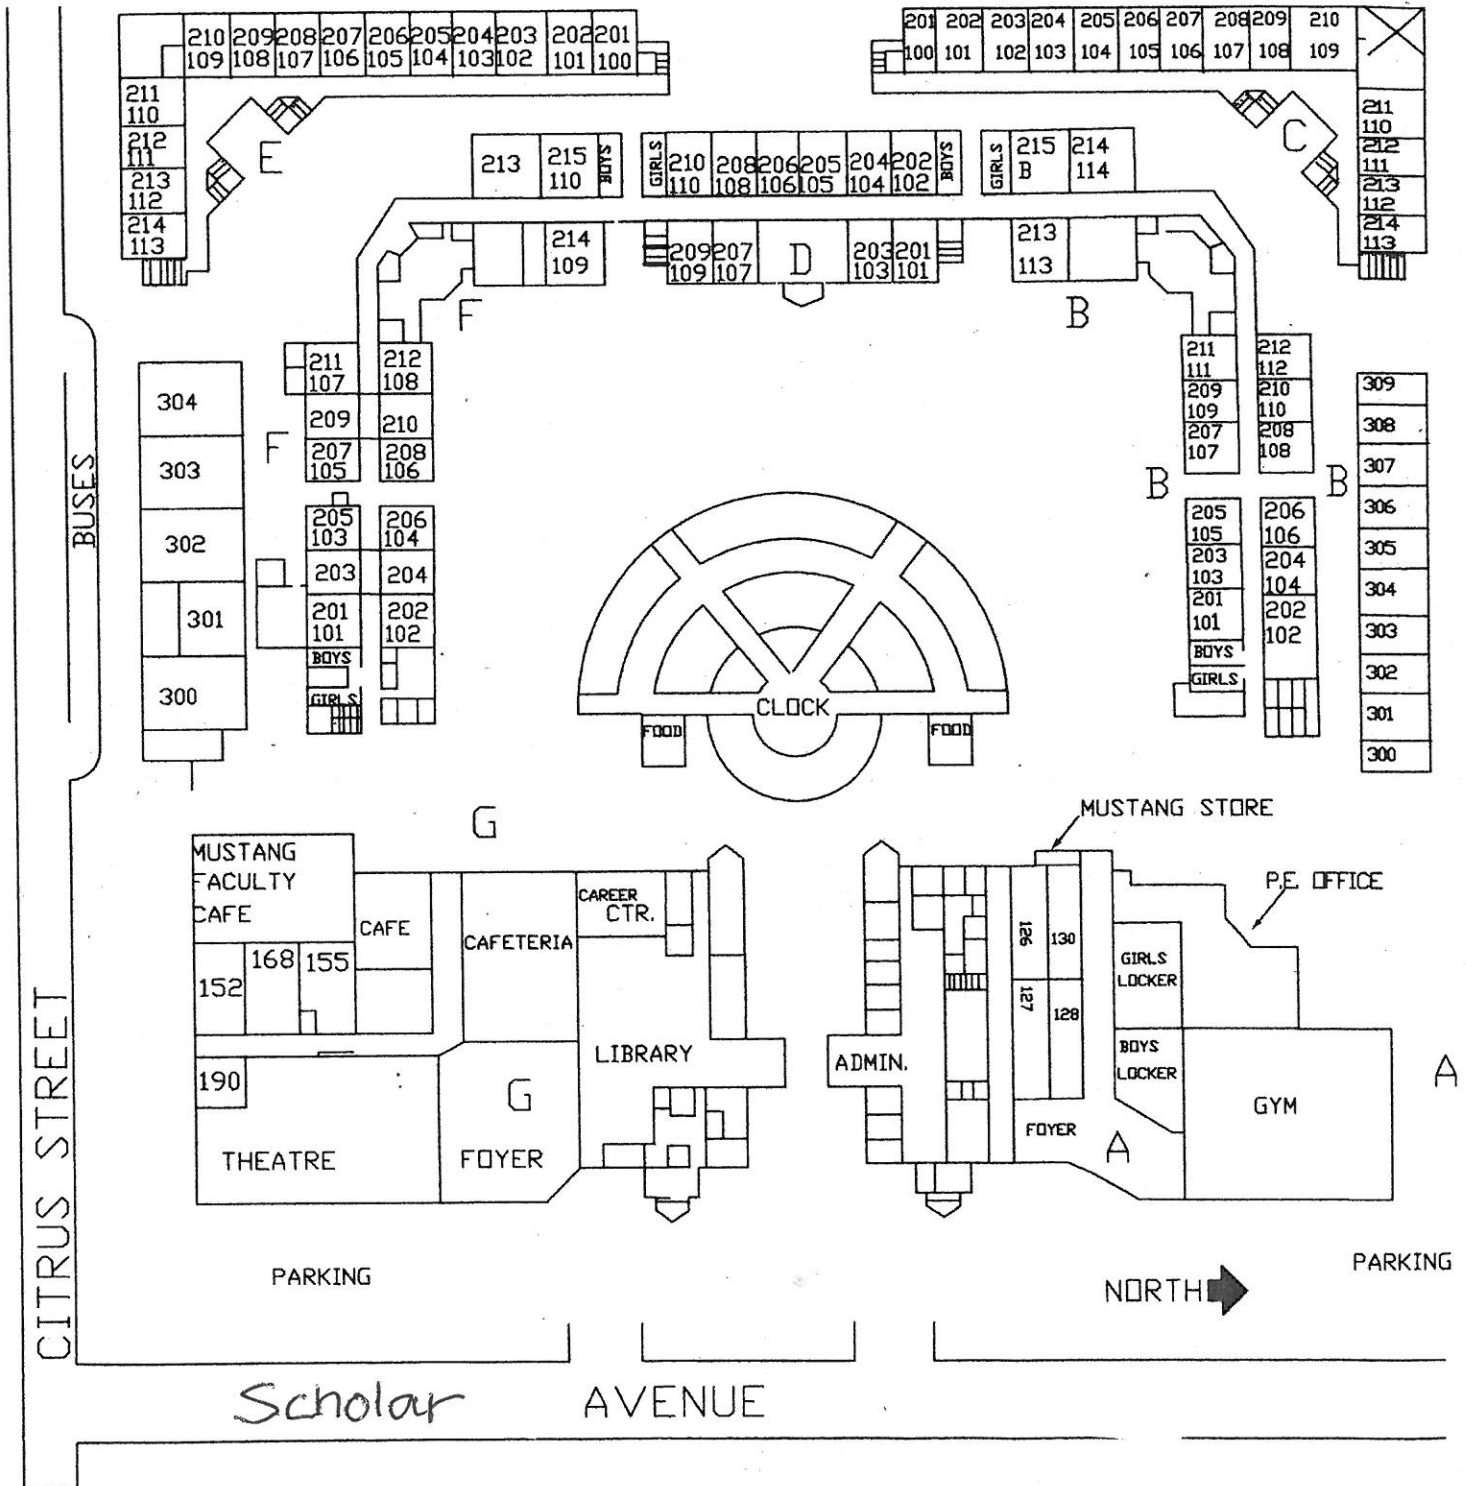 210 209 208 207 206 205 204 203 202 201
109 108 107 106 105 104 103 102 101 100
211
110
212
111
213
112
214
113
E
201 202 203 204 205 206 207 208 209 210
100 101 102 103 104 105 106 107 108 109
211
110
212
111
213
112
214
113
C
213
215
110
BOYS
GIRLS
210 208 206 205 204 202
110 108 106 105 104 102
BOYS
GIRLS
215
B
214
114
214
109
209 207
109 107
D
203 201
103 101
213
113
F
B
211
107
212
108
209
210
207
105
208
106
F
205
103
206
104
203
204
201
101
202
102
BOYS
GIRLS
304
303
302
301
300
BUSES
211
111
212
112
209
109
210
110
207
107
208
108
B
B
205
105
206
106
203
103
204
104
201
101
202
102
BOYS
GIRLS
309
308
307
306
305
304
303
302
301
300
CLOCK
FOOD
FOOD
G
MUSTANG STORE
MUSTANG
FACULTY
CAFE
CAFE
CAFETERIA
CAREER
CTR.
152
168
155
190
LIBRARY
THEATRE
G
FOYER
ADMIN.
126
130
127
128
FOYER
A
P.E. OFFICE
GIRLS
LOCKER
BOYS
LOCKER
GYM
A
PARKING
NORTH
PARKING
CITRUS STREET
Scholar AVENUE